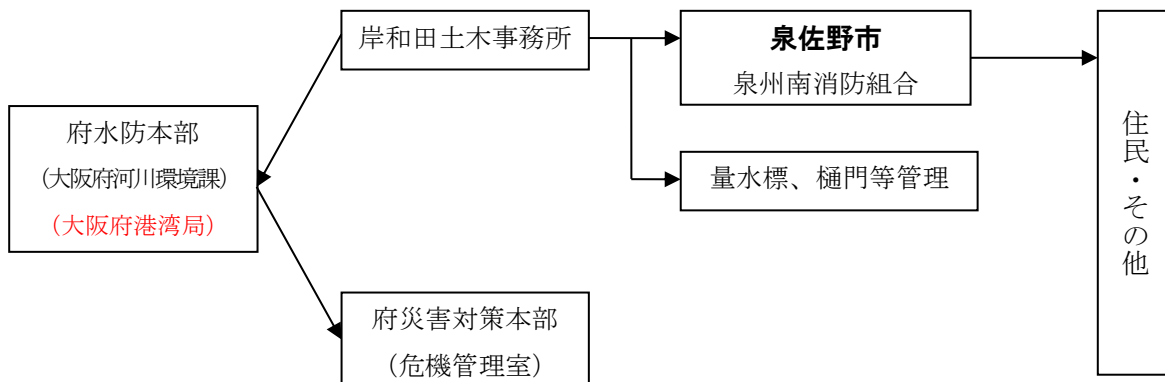 岸和田土木事務所
泉佐野市
泉州南消防組合
府水防本部
(大阪府河川環境課)
(大阪府港湾局)
量水標、樋門等管理
住民・その他
府災害対策本部
(危機管理室)